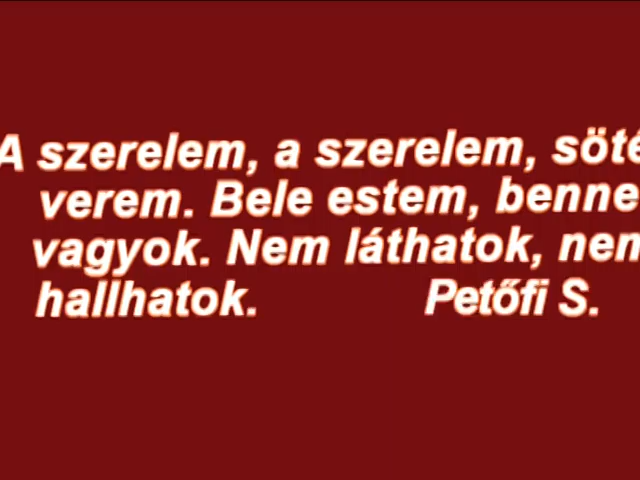 A szerelem, a szerelem, söté
verem. Bele estem, benne
vagyok. Nem láthatok, nem
hallhatok. Petőfi S.